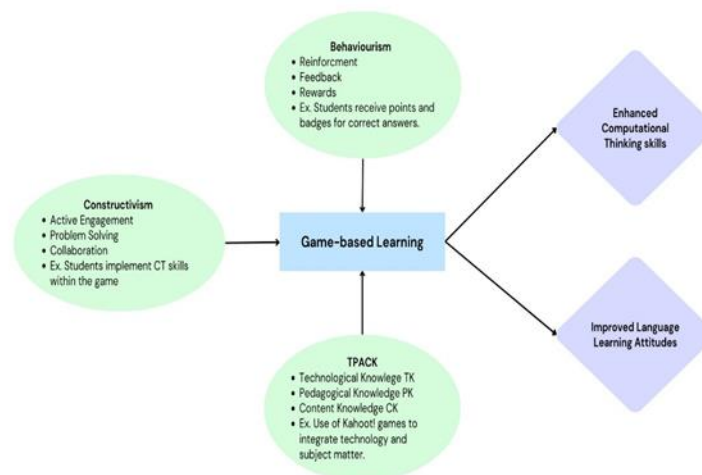 Behaviourism
• Reinforcment
• Feedback
• Rewards
• Ex. Students receive points and
badges for correct answers.
Enhanced
Computational
Thinking skills
Constructivism
• Active Engagement
• Problem Solving
• Collaboration
• Ex. Students implement CT skills
within the game
Game-based Learning
Improved Language
Learning Attitudes
TPACK
• Technological Knowlege TK
• Pedagogical Knowledge PK
• Content Knowledge CK
• Ex. Use of Kahoot! games to
integrate technology and
subject matter.